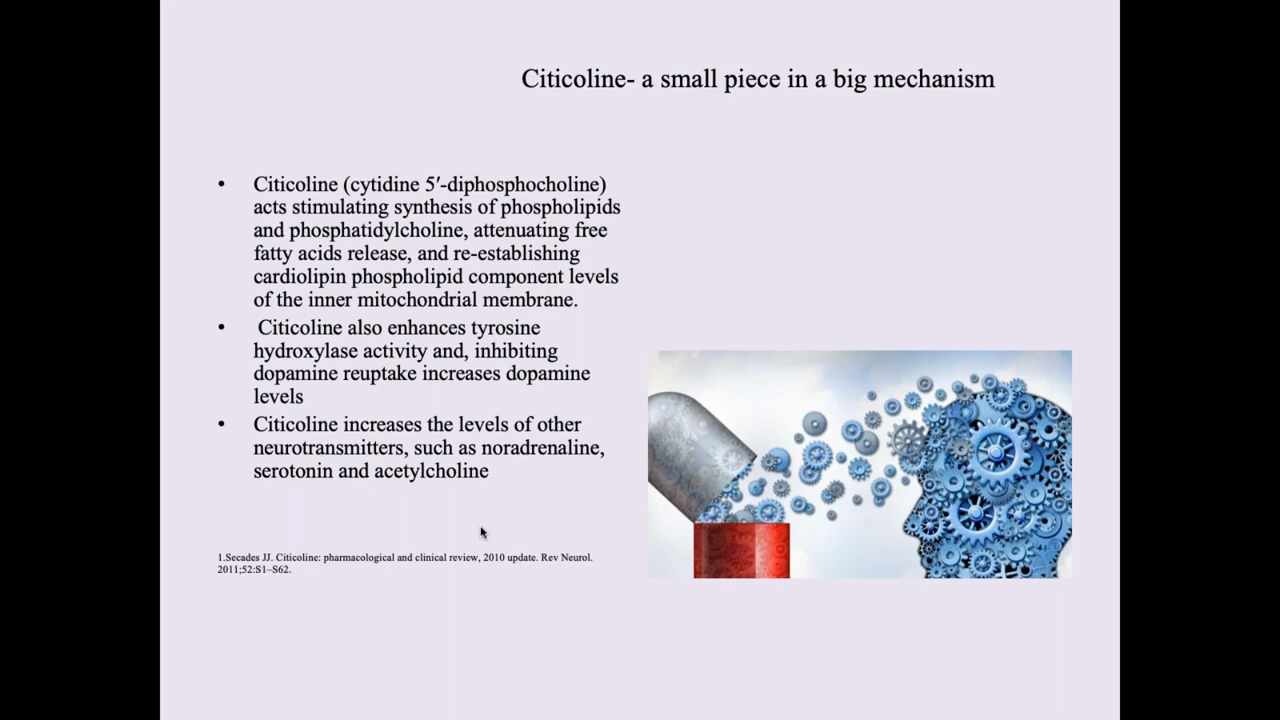 Citicoline- a small piece in a big mechanism
• Citicoline (cytidine 5′-diphosphocholine)
acts stimulating synthesis of phospholipids
and phosphatidylcholine, attenuating free
fatty acids release, and re-establishing
cardiolipin phospholipid component levels
of the inner mitochondrial membrane.
• Citicoline also enhances tyrosine
hydroxylase activity and, inhibiting
dopamine reuptake increases dopamine
levels
• Citicoline increases the levels of other
neurotransmitters, such as noradrenaline,
serotonin and acetylcholine
1.Secades JJ. Citicoline: pharmacological and clinical review, 2010 update. Rev Neurol.
2011;52:S1–S62.